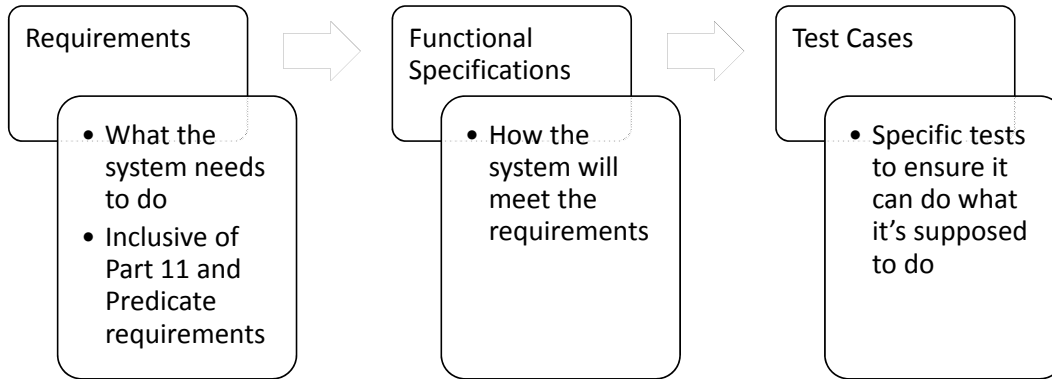 Requirements
• What the
system needs
to do
• Inclusive of
Part 11 and
Predicate
requirements
Functional
Specifications
• How the
system will
meet the
requirements
Test Cases
• Specific tests
to ensure it
can do what
it’s supposed
to do